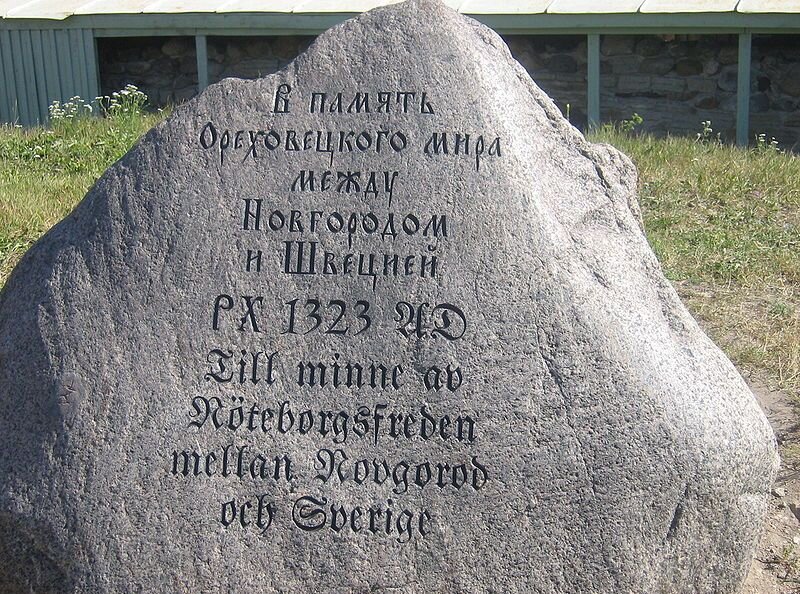 В память
Ореховецкого мира
между
Новгородом
и Швецией
РХ 1323 AD
Till minne av
Nöteborgsfreden
mellan Novgorod
och Sverige